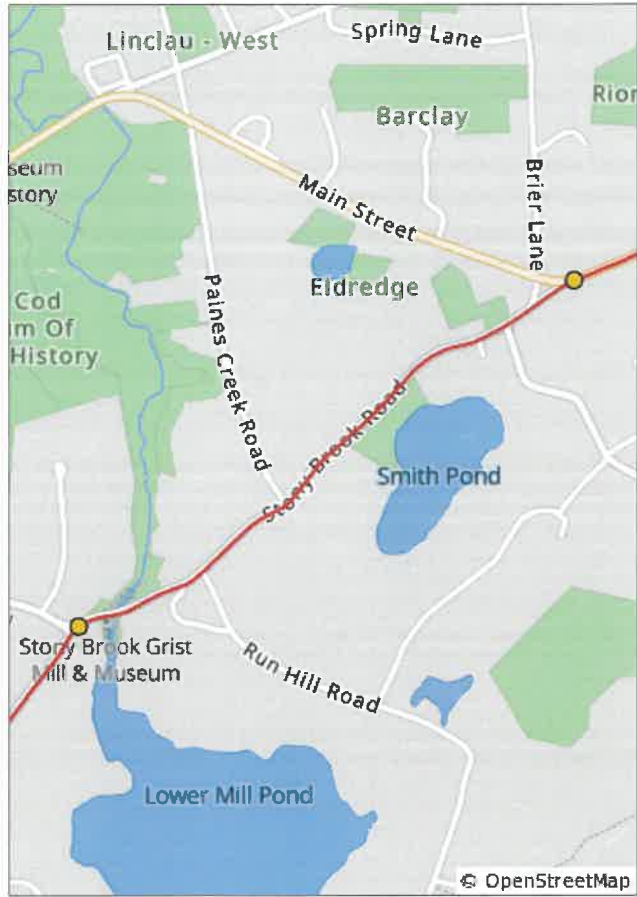 Linclau - West
Spring Lane
Barclay
Rior
seum
story
Main Street
Brier Lane
Cod
im Of
History
Eldredge
Paines Creek Road
Stony Brook Road
Smith Pond
Stony Brook Grist
Mill & Museum
Run Hill Road
Lower Mill Pond
© OpenStreetMap